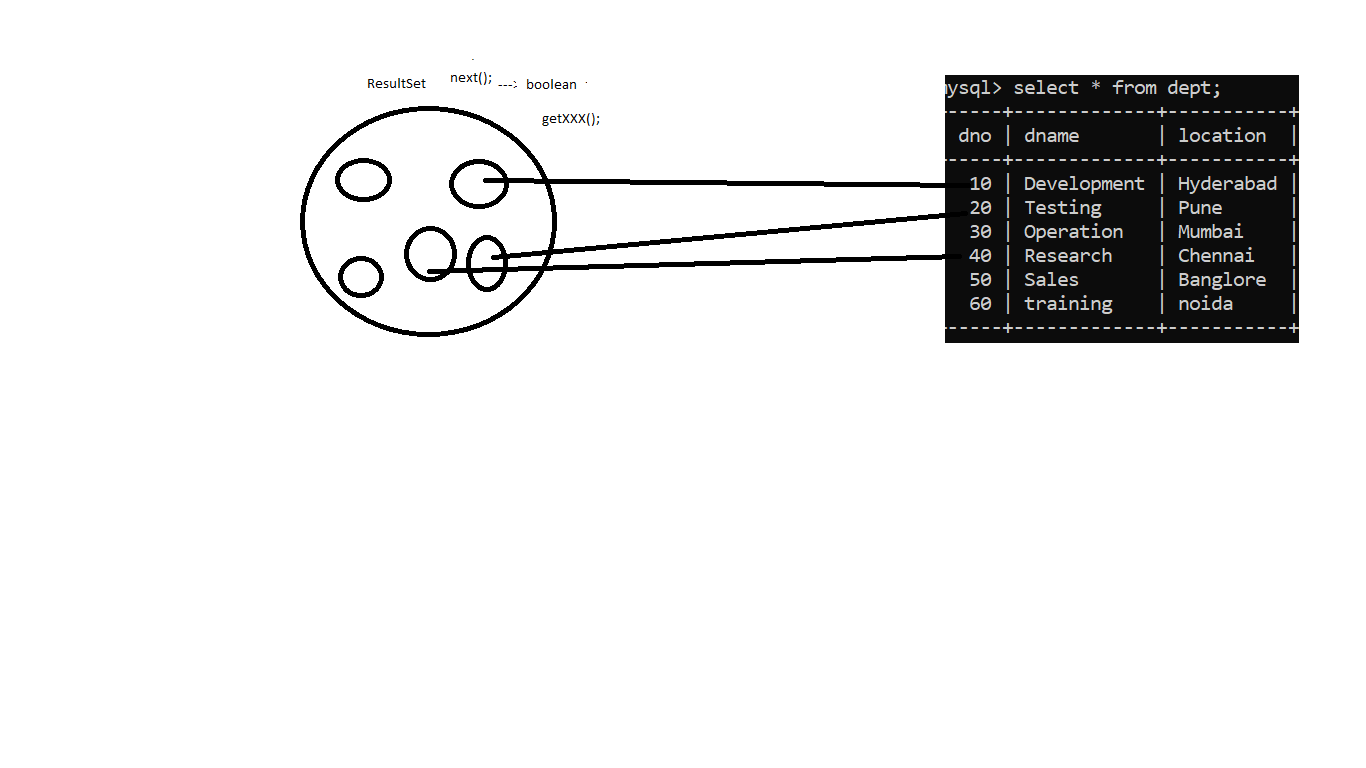 next();
ResultSet
---> boolean
getXXX();
mysql> select * from dept;
------+-------------+-----------+
dno | dname | location |
------+-------------+-----------+
10 | Development | Hyderabad |
20 | Testing | Pune |
30 | Operation | Mumbai |
40 | Research | Chennai |
50 | Sales | Banglore |
60 | training | noida |
------+-------------+-----------+